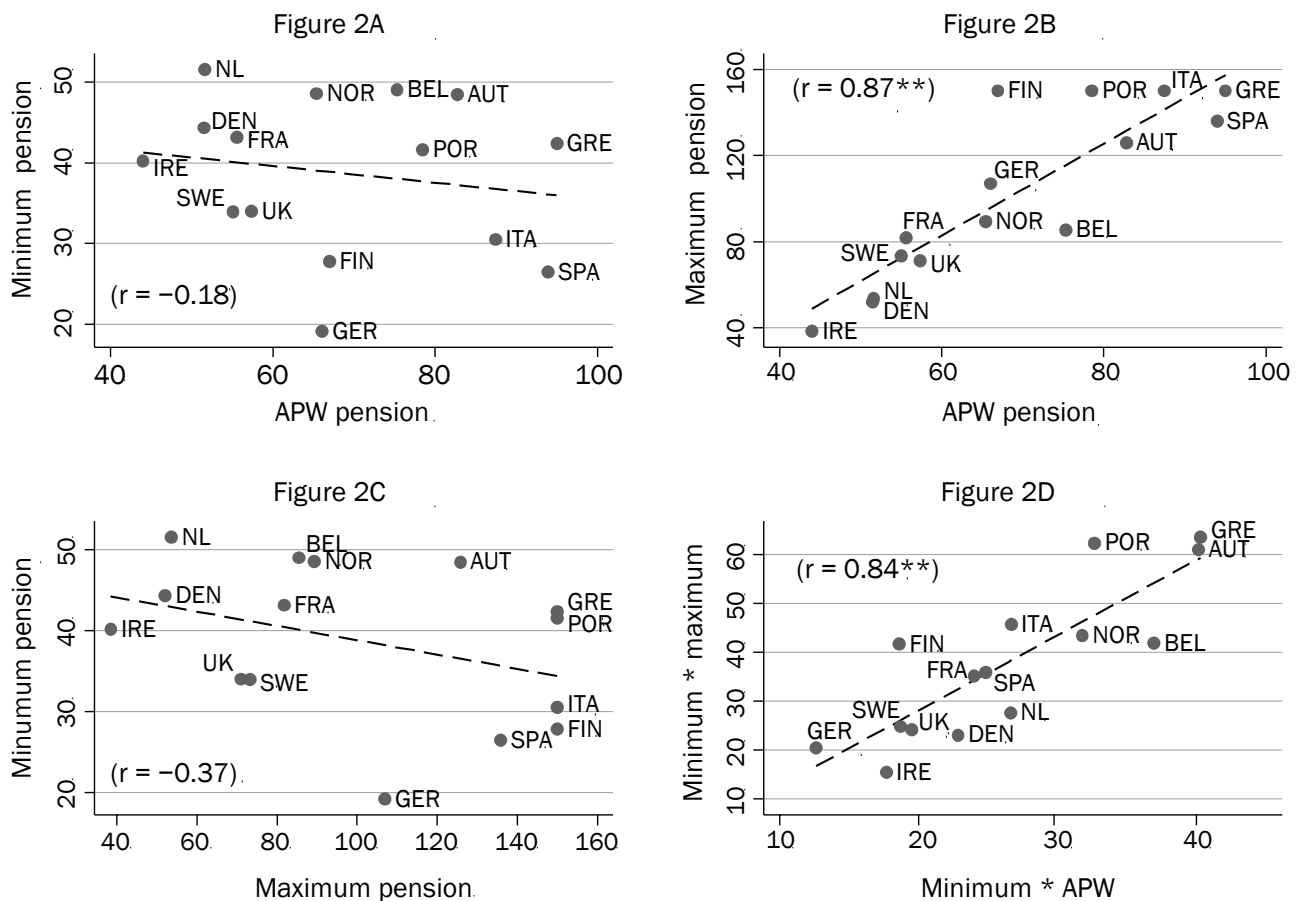 Figure 2A
Minimum pension
50
40
30
20
NL
NOR
BEL
AUT
DEN
FRA
POR
GRE
IRE
SWE
UK
ITA
FIN
SPA
(r = −0.18)
GER
40
60
80
100
APW pension
Figure 2B
Maximum pension
160
120
80
40
(r = 0.87**)
FIN
POR
ITA
GRE
SPA
AUT
GER
FRA
NOR
BEL
SWE
UK
NL
DEN
IRE
40
60
80
100
APW pension
Figure 2C
Minumum pension
50
40
30
20
NL
BEL
NOR
AUT
DEN
FRA
GRE
POR
IRE
UK
SWE
ITA
FIN
SPA
(r = −0.37)
GER
40
60
80
100
120
140
160
Maximum pension
Figure 2D
Minimum * maximum
60
50
40
30
20
10
(r = 0.84**)
POR
GRE
AUT
ITA
NOR
BEL
FIN
FRA
SPA
SWE
UK
NL
GER
DEN
IRE
10
20
30
40
Minimum * APW